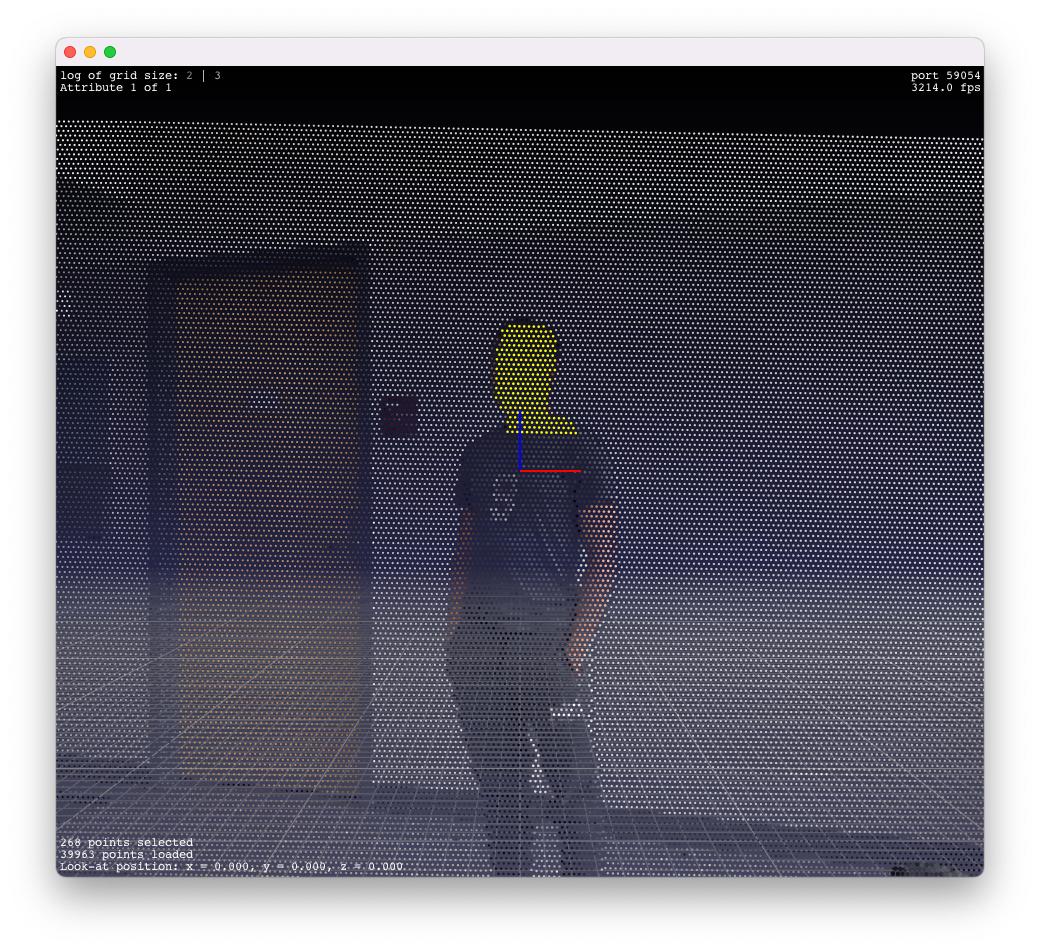 log of grid size: 2 | 3
port 59054
Attribute 1 of 1
3214.0 fps
268 points selected
39963 points loaded
Look-at position: x = 0.000, y = 0.000, z = 0.000